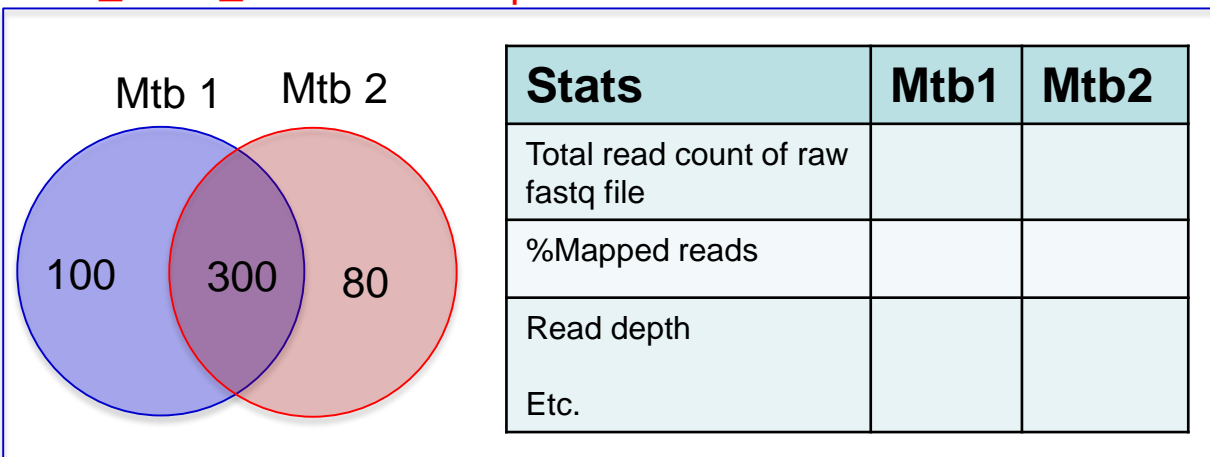 Mtb 1
Mtb 2
100
300
80
Stats
Mtb1
Mtb2
Total read count of raw
fastq file
%Mapped reads
Read depth
Etc.